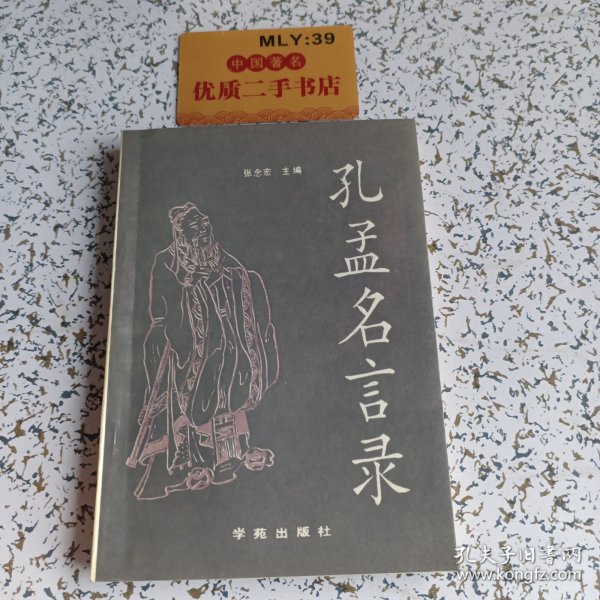 MLY:39
中国著名
优质二手书店
张念宏 主编
孔孟名言录
学苑出版社
孔夫子旧书网
www.kongfz.com